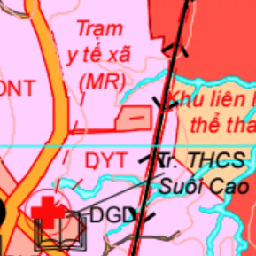 Trạm
y tế xã
(MR)
ONT
Khu liên h
thể tha
DYT
Tr. THCS
Suối Cao
DGD